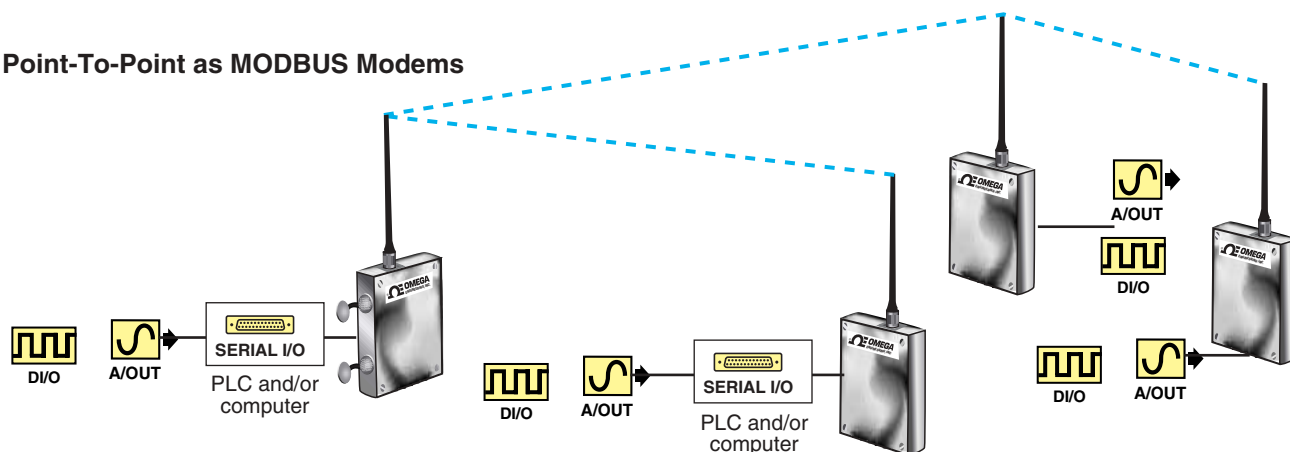 Point-To-Point as MODBUS Modems
OMEGA
A/OUT
DI/O
OMEGA
OMEGA
SERIAL I/O
DI/O
A/OUT
PLC and/or
computer
OMEGA
SERIAL I/O
DI/O
A/OUT
PLC and/or
computer
DI/O
A/OUT